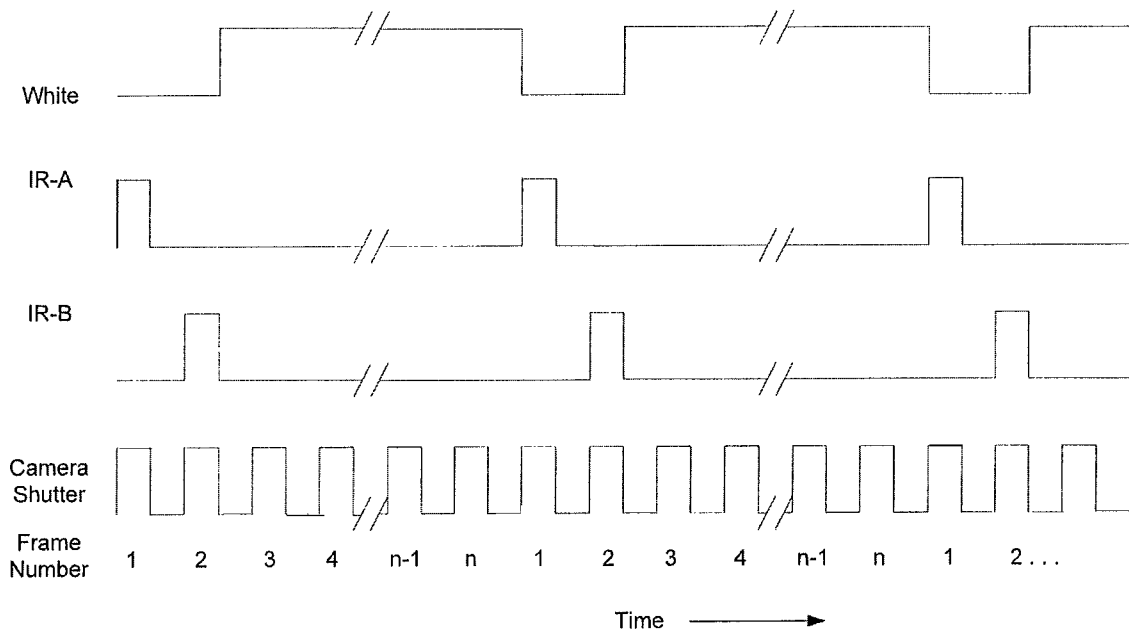 White
IR-A
IR-B
Camera
Shutter
Frame
Number
1 2 3 4 n-1 n 1 2 3 4 n-1 n 1 2 . . .
Time